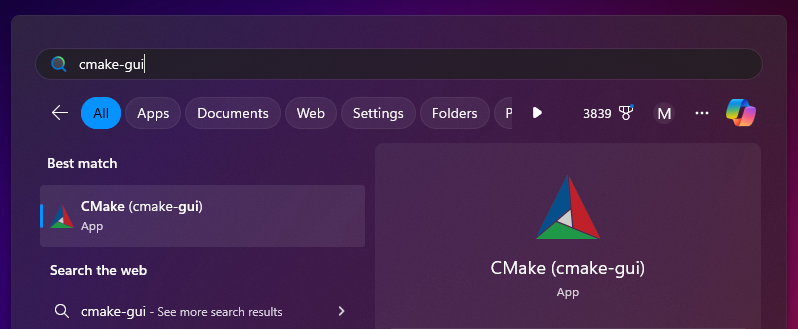 cmake-gui
All Apps Documents Web Settings Folders P 3839 M ...
Best match
CMake (cmake-gui)
App
Search the web
cmake-gui - See more search results
CMake (cmake-gui)
App